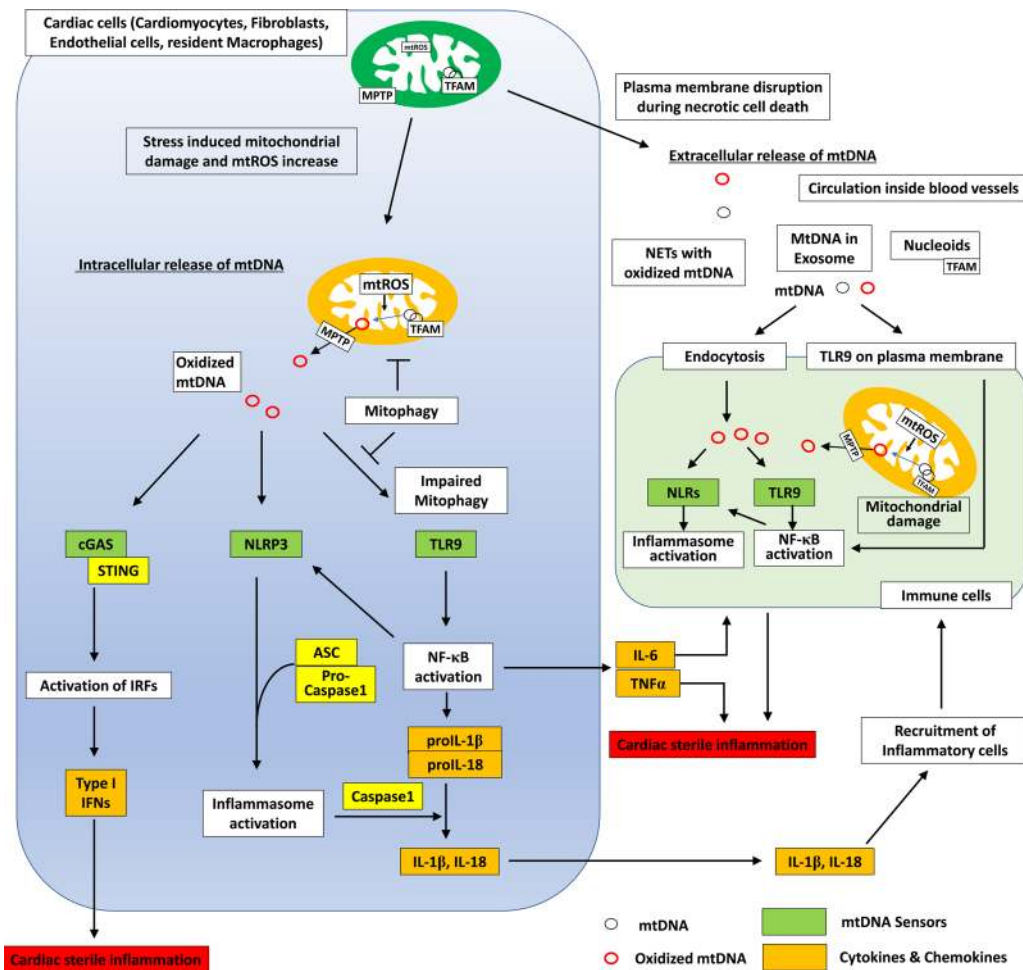 Cardiac cells (Cardiomyocytes, Fibroblasts,
Endothelial cells, resident Macrophages)
mtROS
TFAM
MPTP
Stress induced mitochondrial
damage and mtROS increase
Plasma membrane disruption
during necrotic cell death
Extracellular release of mtDNA
Circulation inside blood vessels
NETs with
oxidized mtDNA
MtDNA in
Exosome
Nucleoids
TFAM
mtDNA
Intracellular release of mtDNA
mtROS
TFAM
MPTP
Oxidized
mtDNA
Mitophagy
Impaired
Mitophagy
Endocytosis
TLR9 on plasma membrane
mtROS
MPTP
TFAM
Mitochondrial
damage
NLRs
TLR9
Inflammasome
activation
NF-κB
activation
Immune cells
cGAS
STING
NLRP3
TLR9
Activation of IRFs
ASC
Pro-
Caspase1
NF-κB
activation
IL-6
TNFα
Cardiac sterile inflammation
Recruitment of
Inflammatory cells
proIL-1β
proIL-18
Type I
IFNs
Inflammasome
activation
Caspase1
IL-1β, IL-18
IL-1β, IL-18
Cardiac sterile inflammation
mtDNA
Oxidized mtDNA
mtDNA Sensors
Cytokines & Chemokines